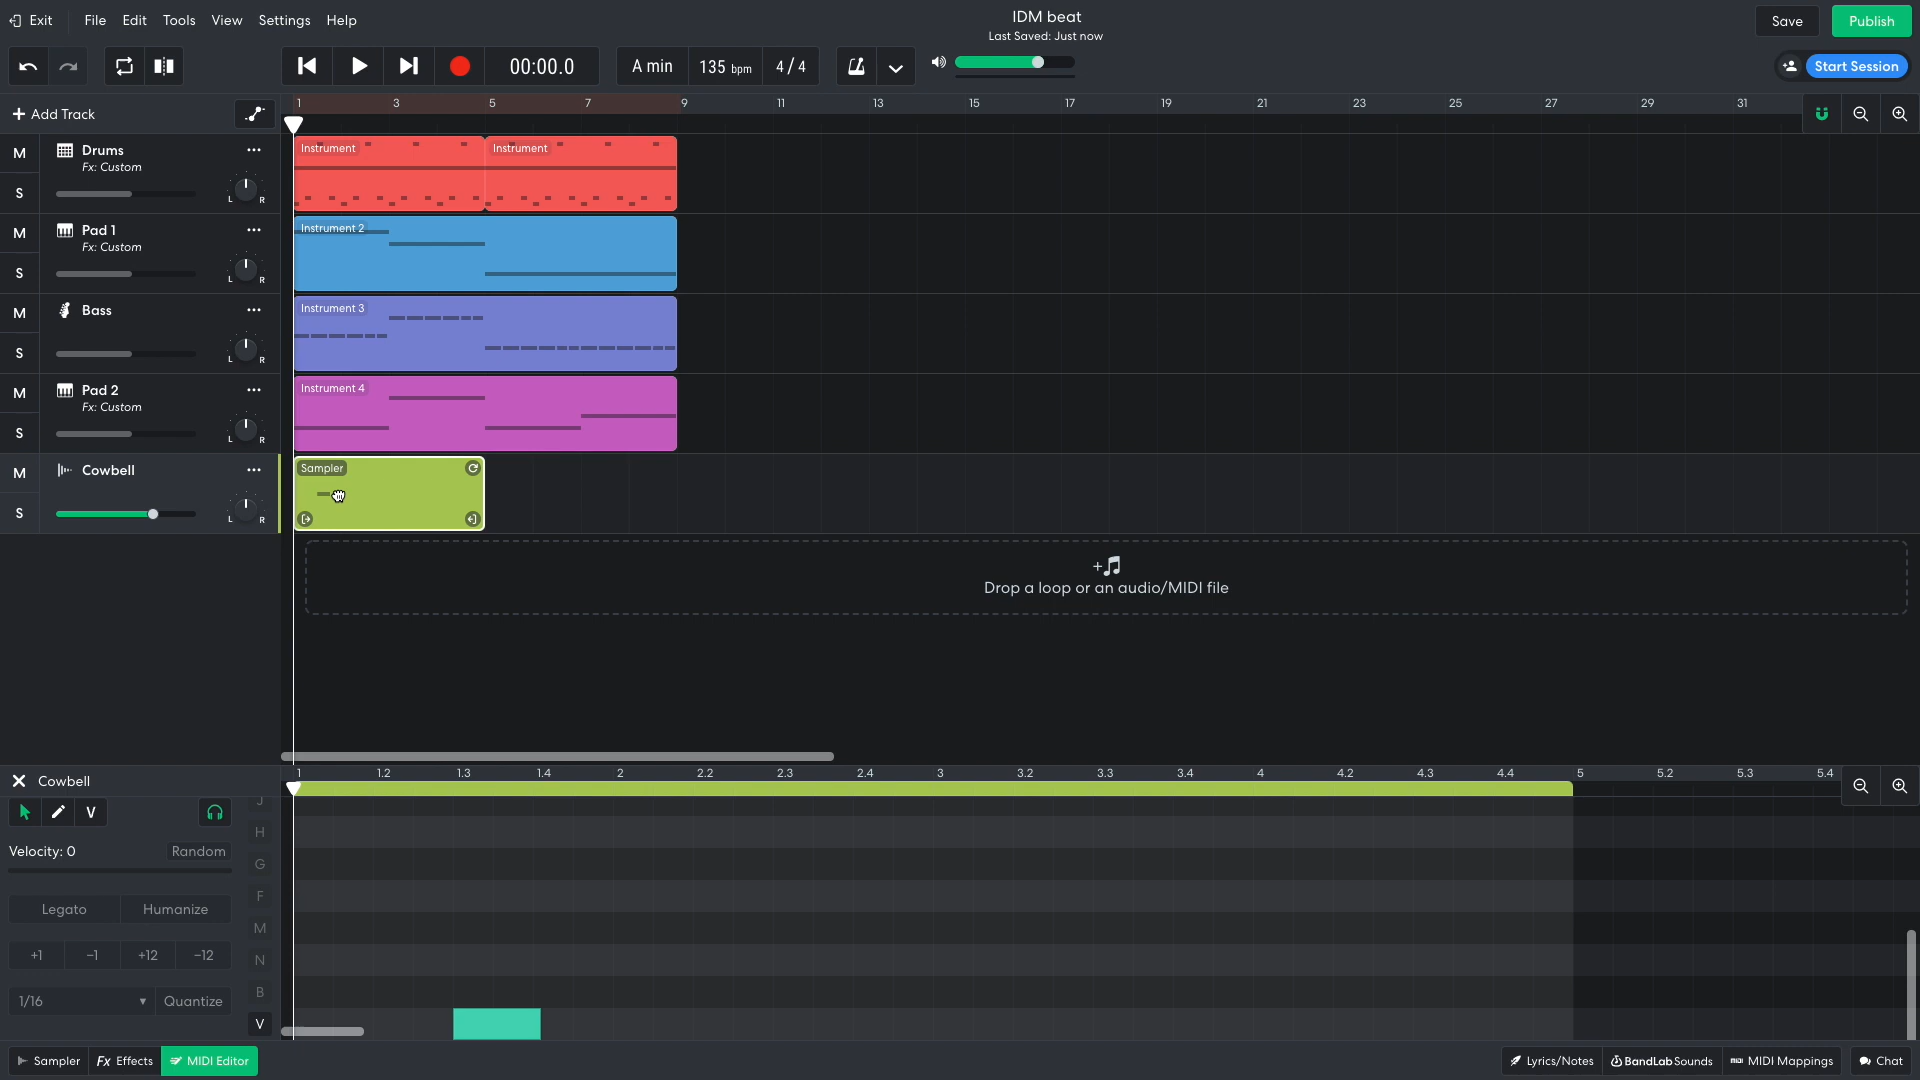 Exit File Edit Tools View Settings Help
IDM beat
Last Saved: Just now
Save Publish
00:00.0 A min 135 bpm 4/4
Start Session
+ Add Track
1 3 5 7 9 11 13 15 17 19 21 23 25 27 29 31
M Drums
Fx: Custom
S L R
Instrument Instrument
M Pad 1
Fx: Custom
S L R
Instrument 2
M Bass
S L R
Instrument 3
M Pad 2
Fx: Custom
S L R
Instrument 4
M Cowbell
S L R
Sampler
Drop a loop or an audio/MIDI file
Cowbell
1 1.2 1.3 1.4 2 2.2 2.3 2.4 3 3.2 3.3 3.4 4 4.2 4.3 4.4 5 5.2 5.3 5.4
V
Velocity: 0 Random
Legato Humanize
+1 -1 +12 -12
1/16 Quantize
J
H
G
F
M
N
B
V
Sampler Fx Effects MIDI Editor
Lyrics/Notes BandLab Sounds MIDI Mappings Chat